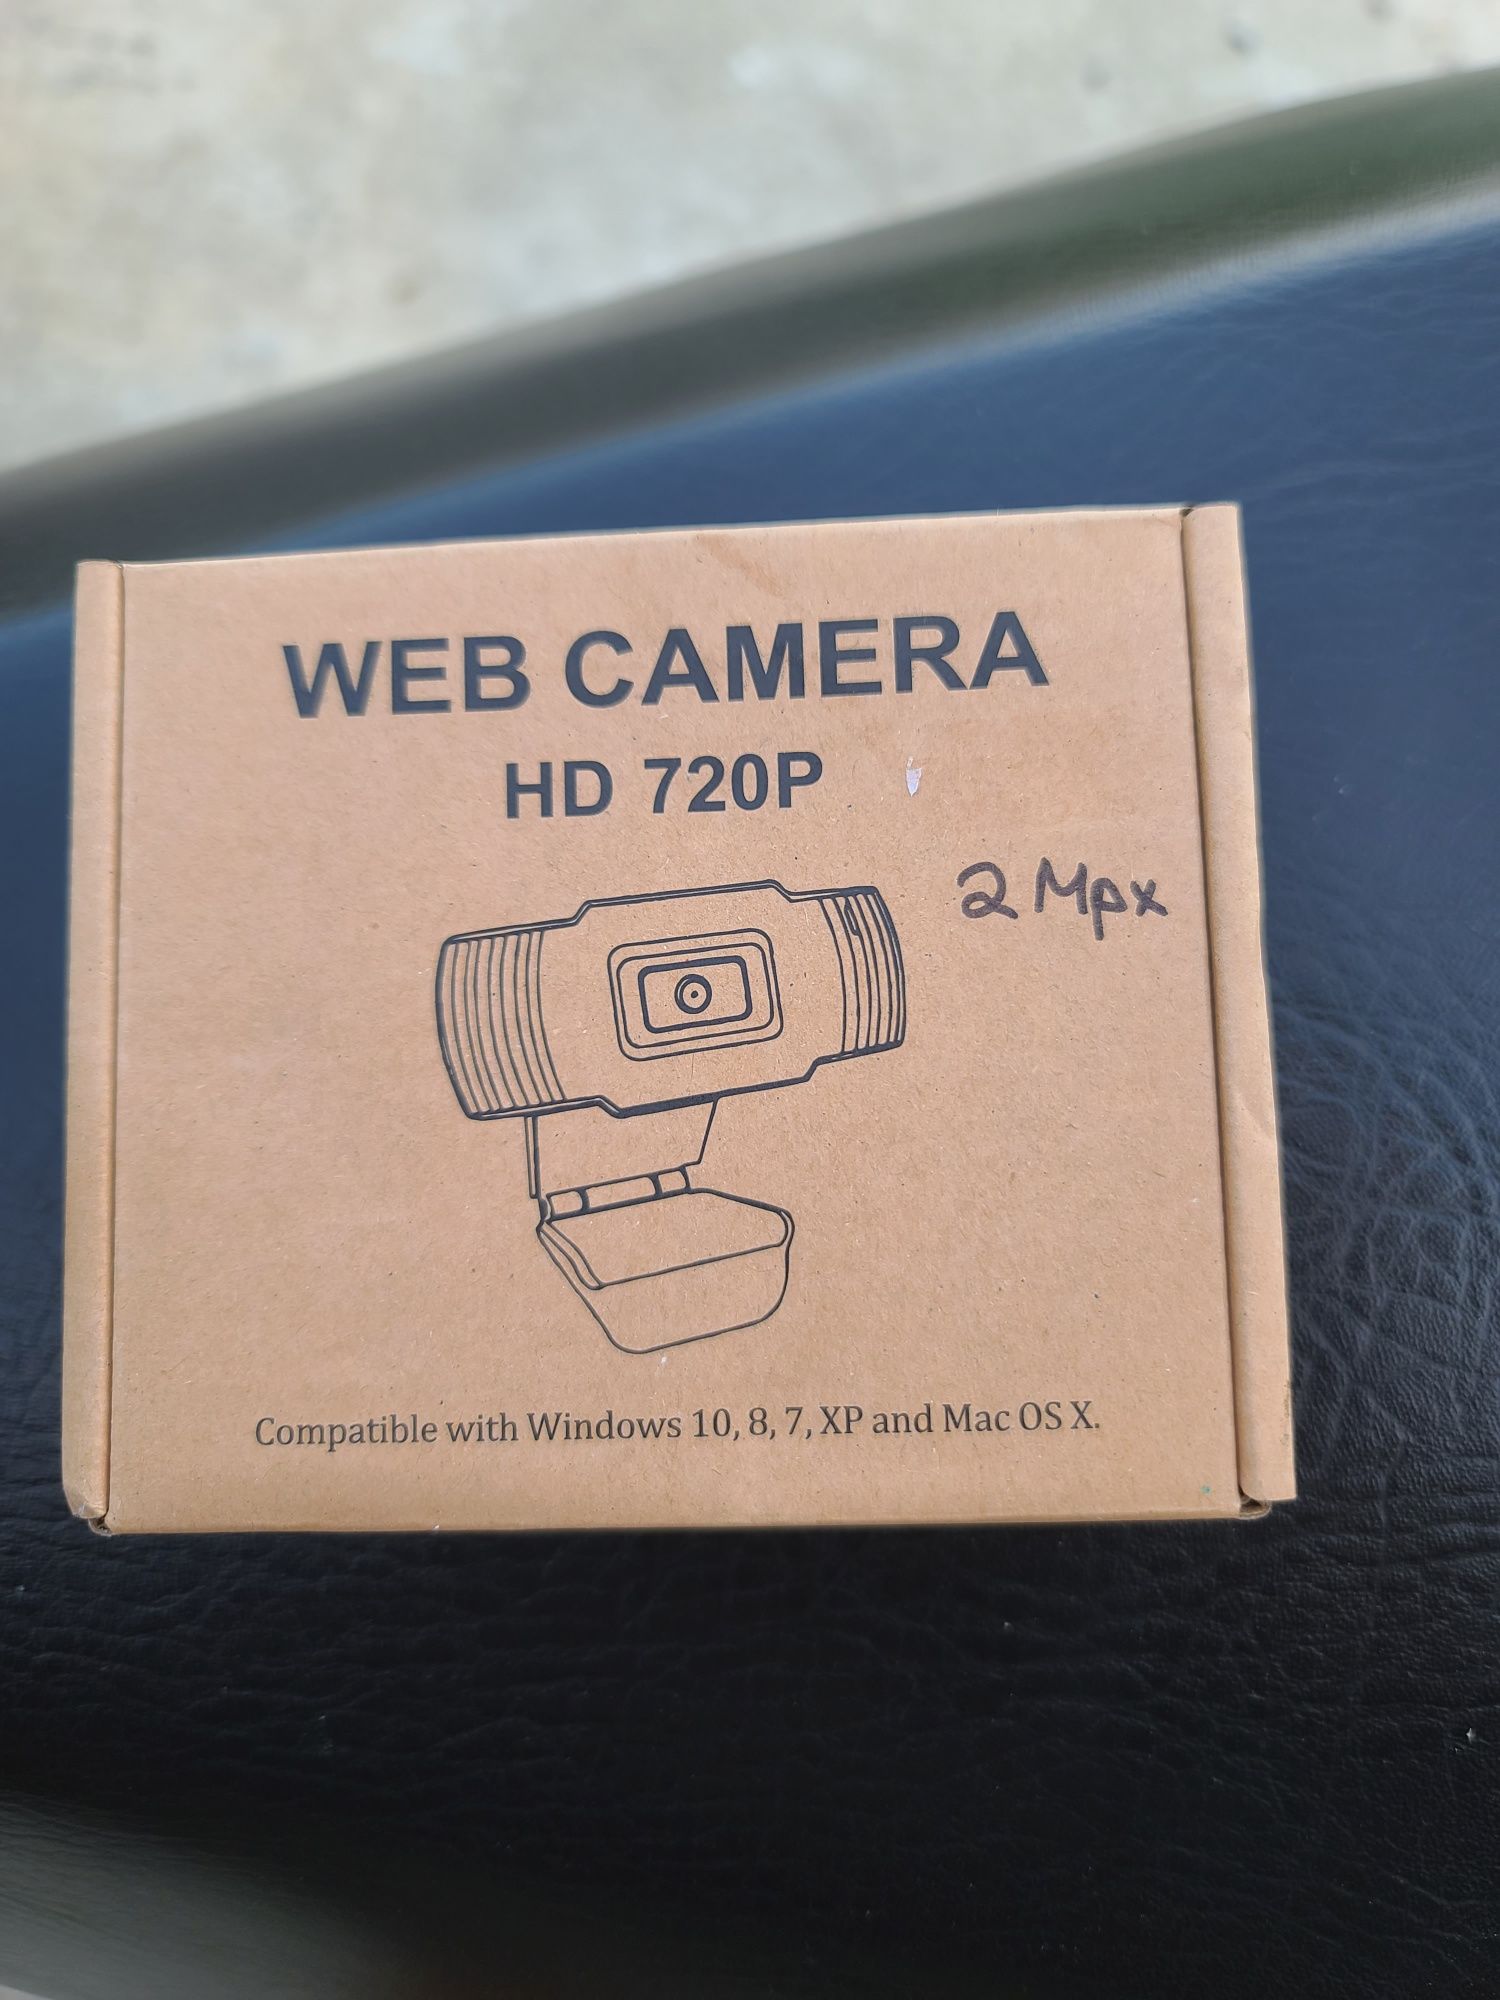 WEB CAMERA
HD 720P
2 Mpx
Compatible with Windows 10, 8, 7, XP and Mac OS X.